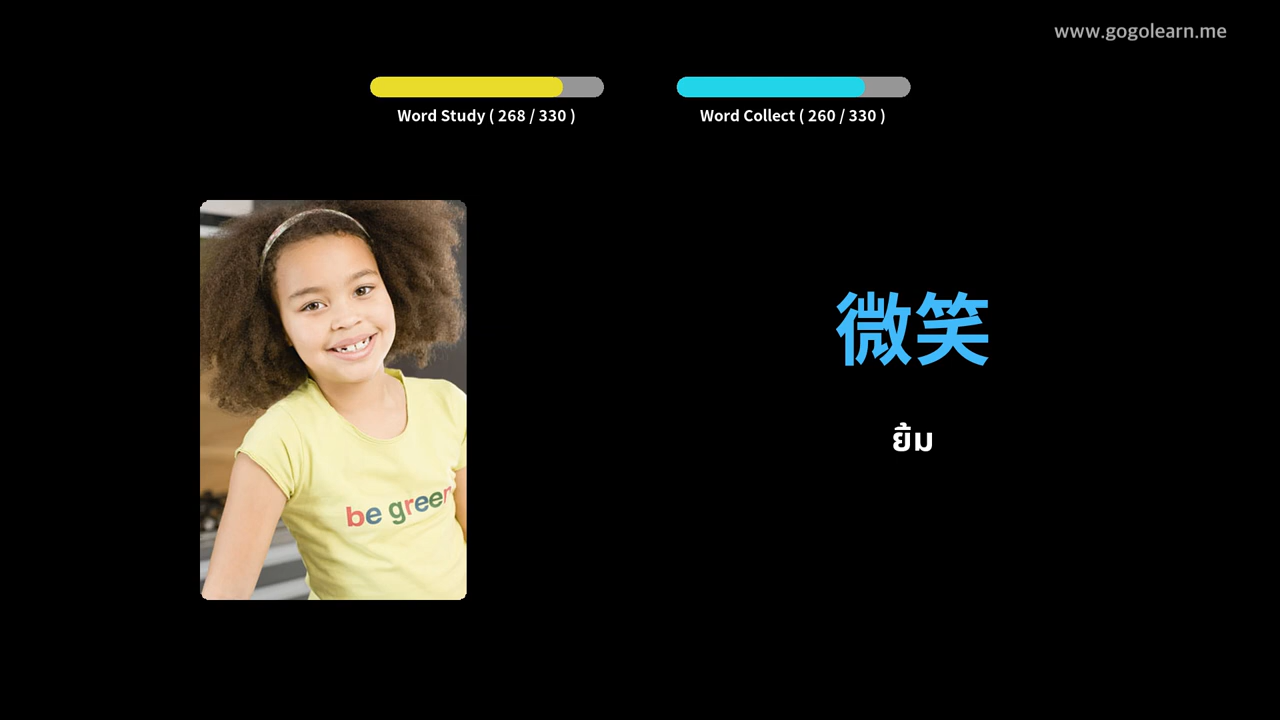 www.gogolearn.me
Word Study ( 268 / 330 )
Word Collect ( 260 / 330 )
微笑
ยิ้ม
be green